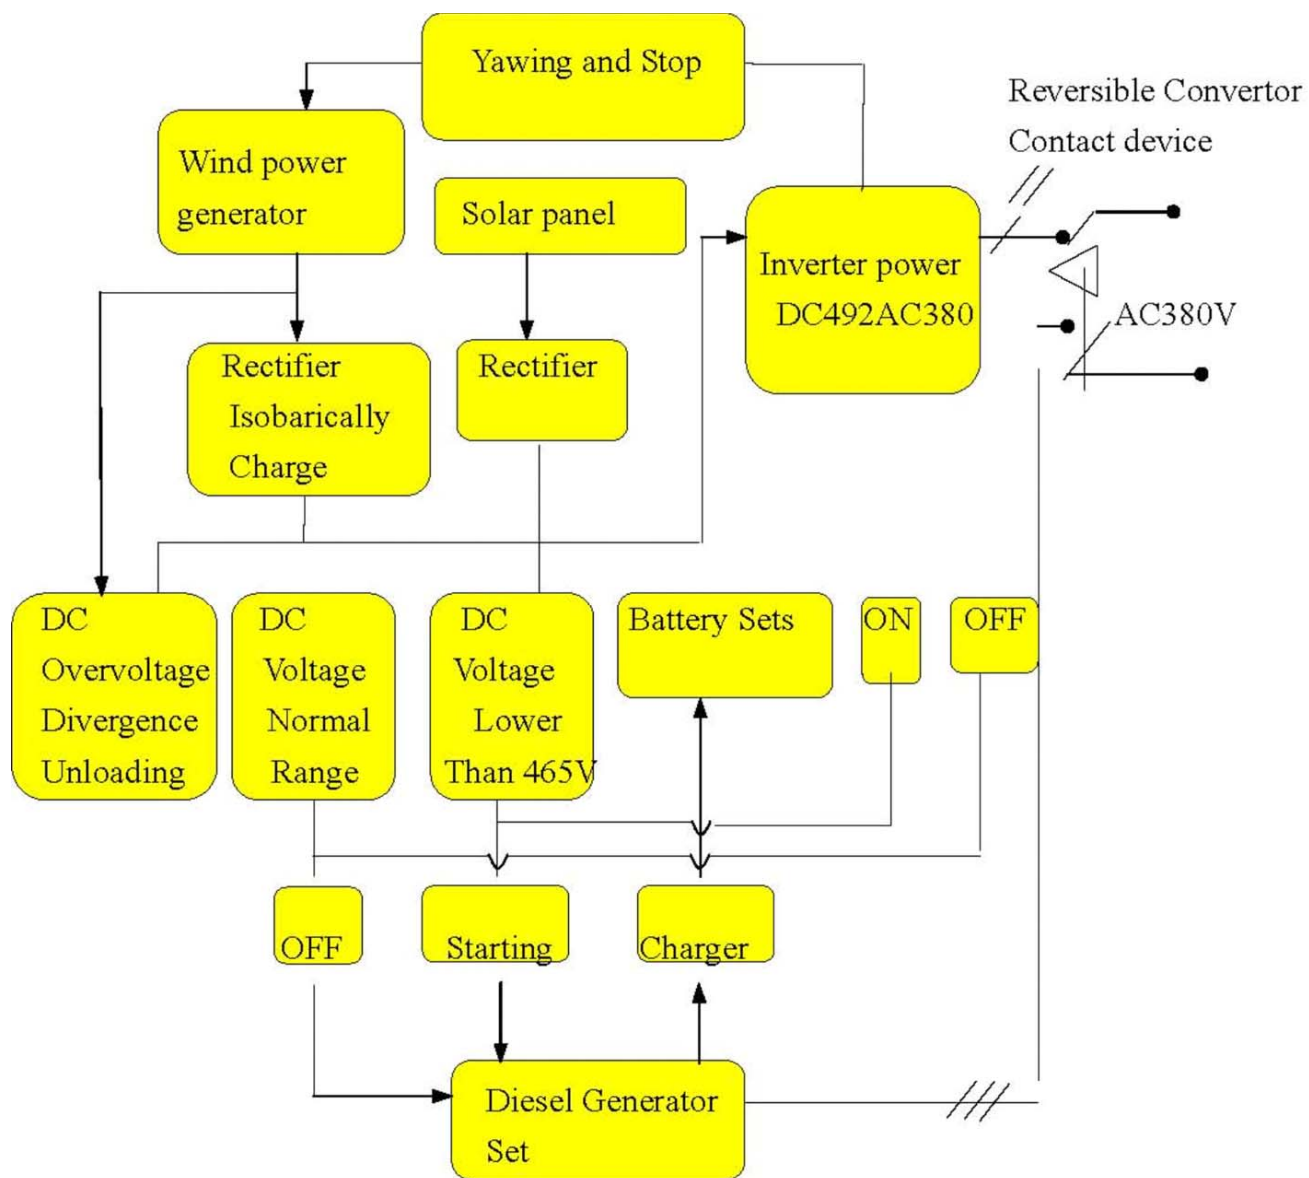 Yawing and Stop
Reversible Convertor
Contact device
Wind power
generator
Solar panel
Inverter power
DC492AC380
AC380V
Rectifier
Isobarically
Charge
Rectifier
DC
Overvoltage
Divergence
Unloading
DC
Voltage
Normal
Range
DC
Voltage
Lower
Than 465V
Battery Sets
ON
OFF
OFF
Starting
Charger
Diesel Generator
Set